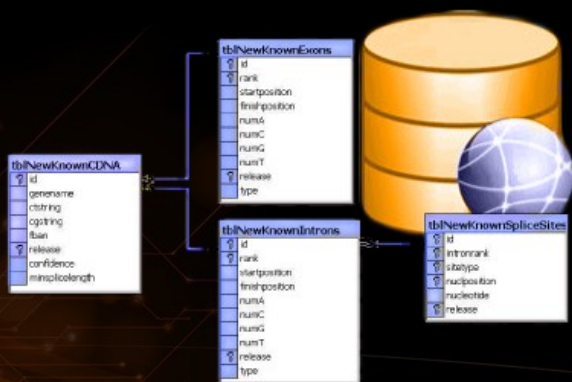 tblNewKnownCDNA
id
genename
ctstring
cgstring
fban
release
confidence
minsplicelength
tblNewKnownExons
id
rank
startposition
finishposition
numA
numC
numG
numT
release
type
tblNewKnownIntrons
id
rank
startposition
finishposition
numA
numC
numG
numT
release
type
tblNewKnownSpliceSites
id
intronrank
sitetype
nuclposition
nucleotide
release